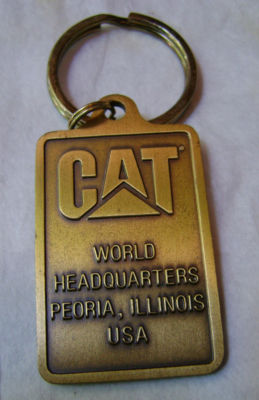 CAT®
WORLD
HEADQUARTERS
PEORIA, ILLINOIS
USA